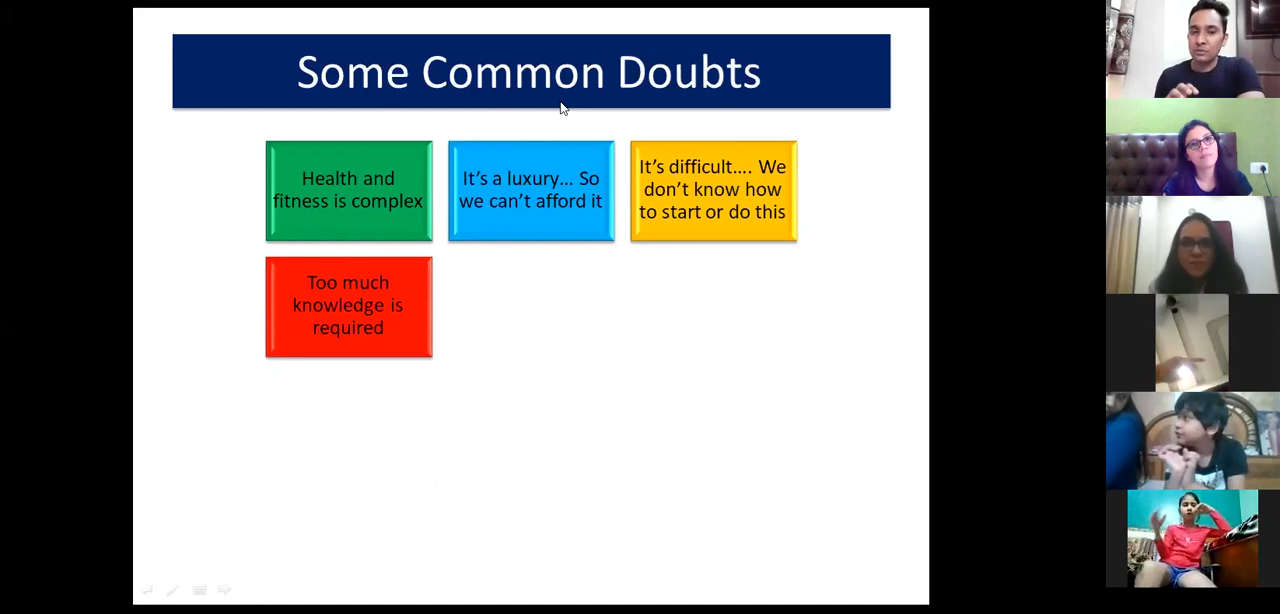 Some Common Doubts
Health and
fitness is complex
It's a luxury... So
we can't afford it
It's difficult.... We
don't know how
to start or do this
Too much
knowledge is
required